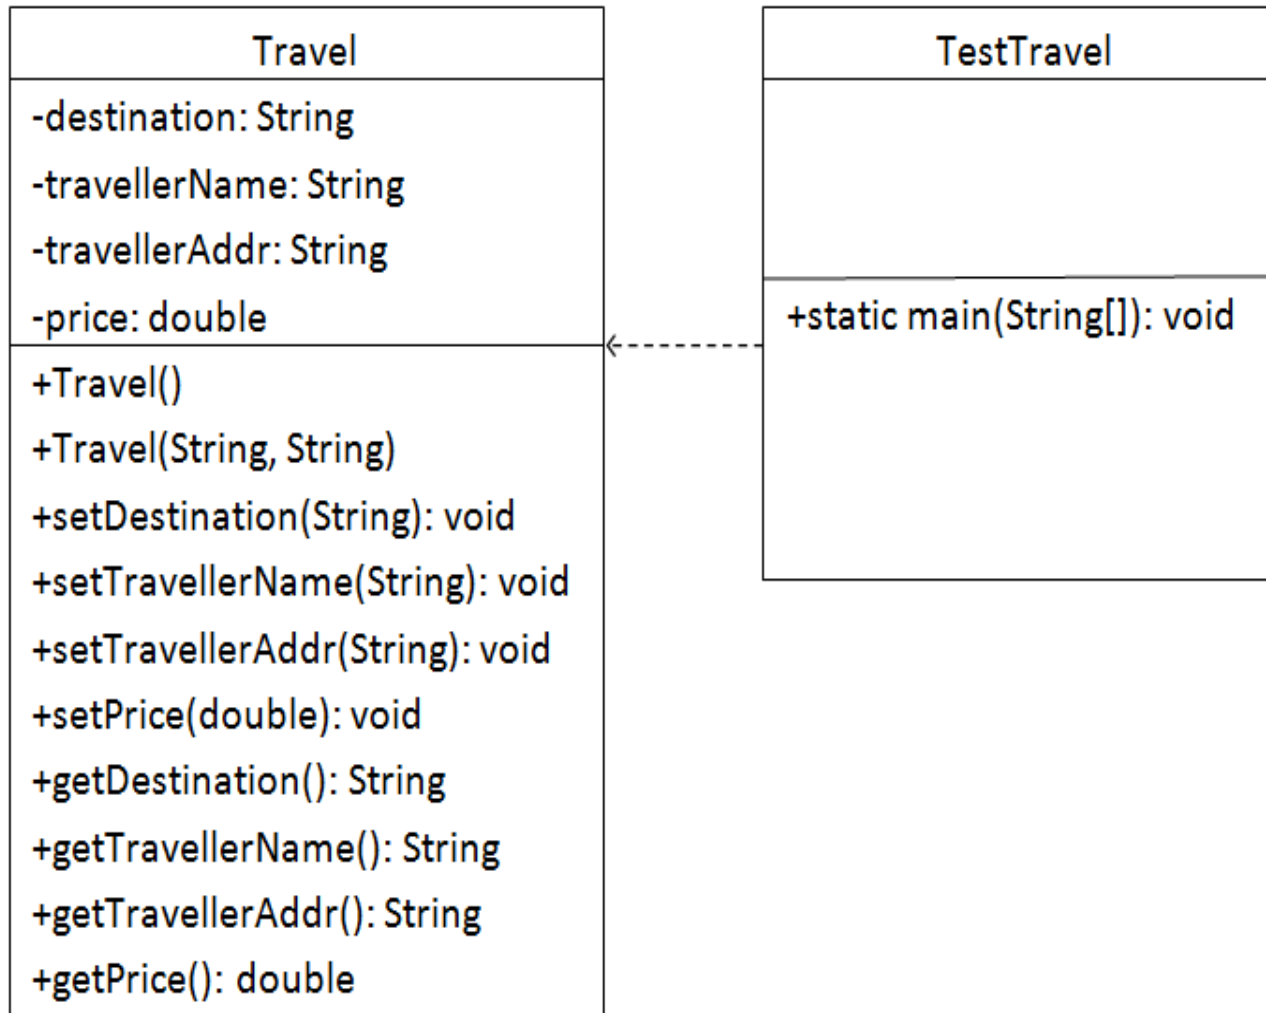 Travel
-destination: String
-travellerName: String
-travellerAddr: String
-price: double
+Travel()
+Travel(String, String)
+setDestination(String): void
+setTravellerName(String): void
+setTravellerAddr(String): void
+setPrice(double): void
+getDestination(): String
+getTravellerName(): String
+getTravellerAddr(): String
+getPrice(): double
TestTravel
+static main(String[]): void